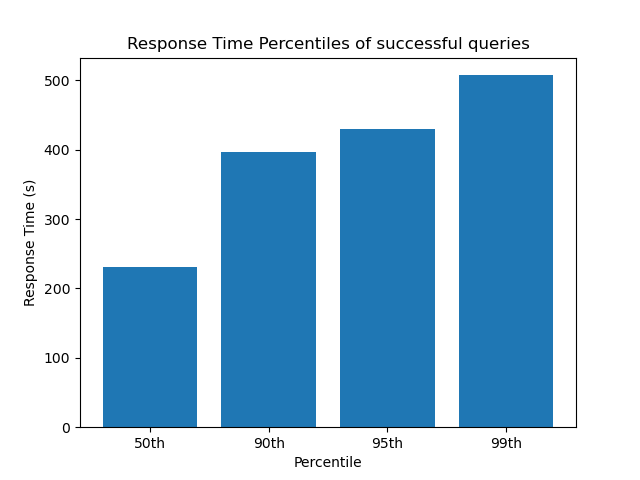 Response Time Percentiles of successful queries
500
400
300
200
100
0
Response Time (s)
50th 90th 95th 99th
Percentile